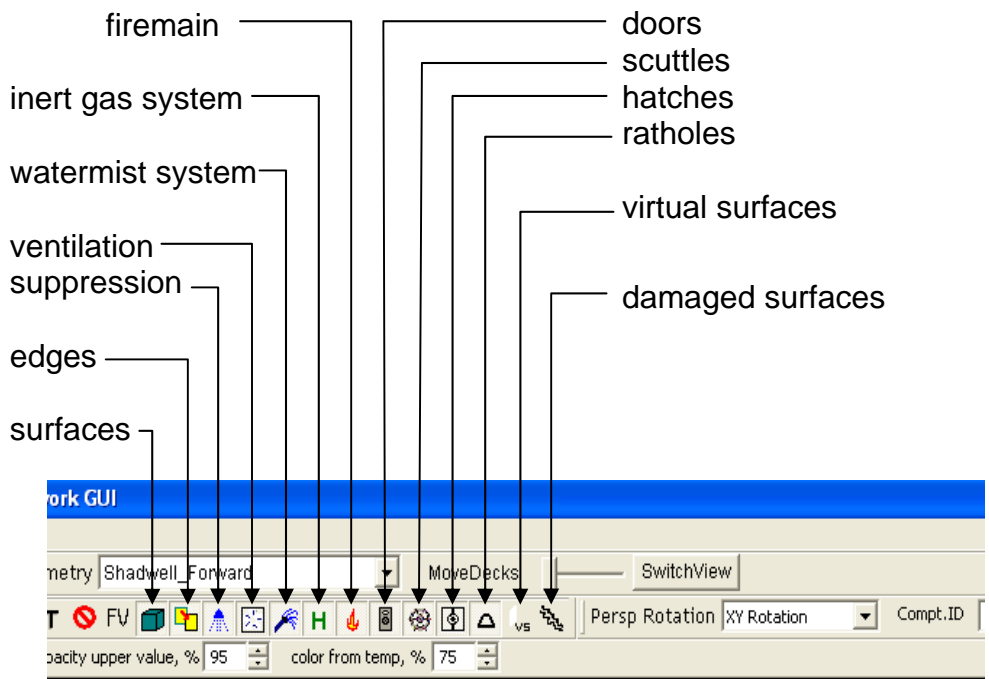 firemain
doors
scuttles
inert gas system
hatches
ratholes
watermist system
virtual surfaces
ventilation
suppression
damaged surfaces
edges
surfaces
work GUI
metry Shadwell_Forward MoveDecks SwitchView
T FV H VS Persp Rotation XY Rotation Compt.ID
pacity upper value, % 95 color from temp, % 75